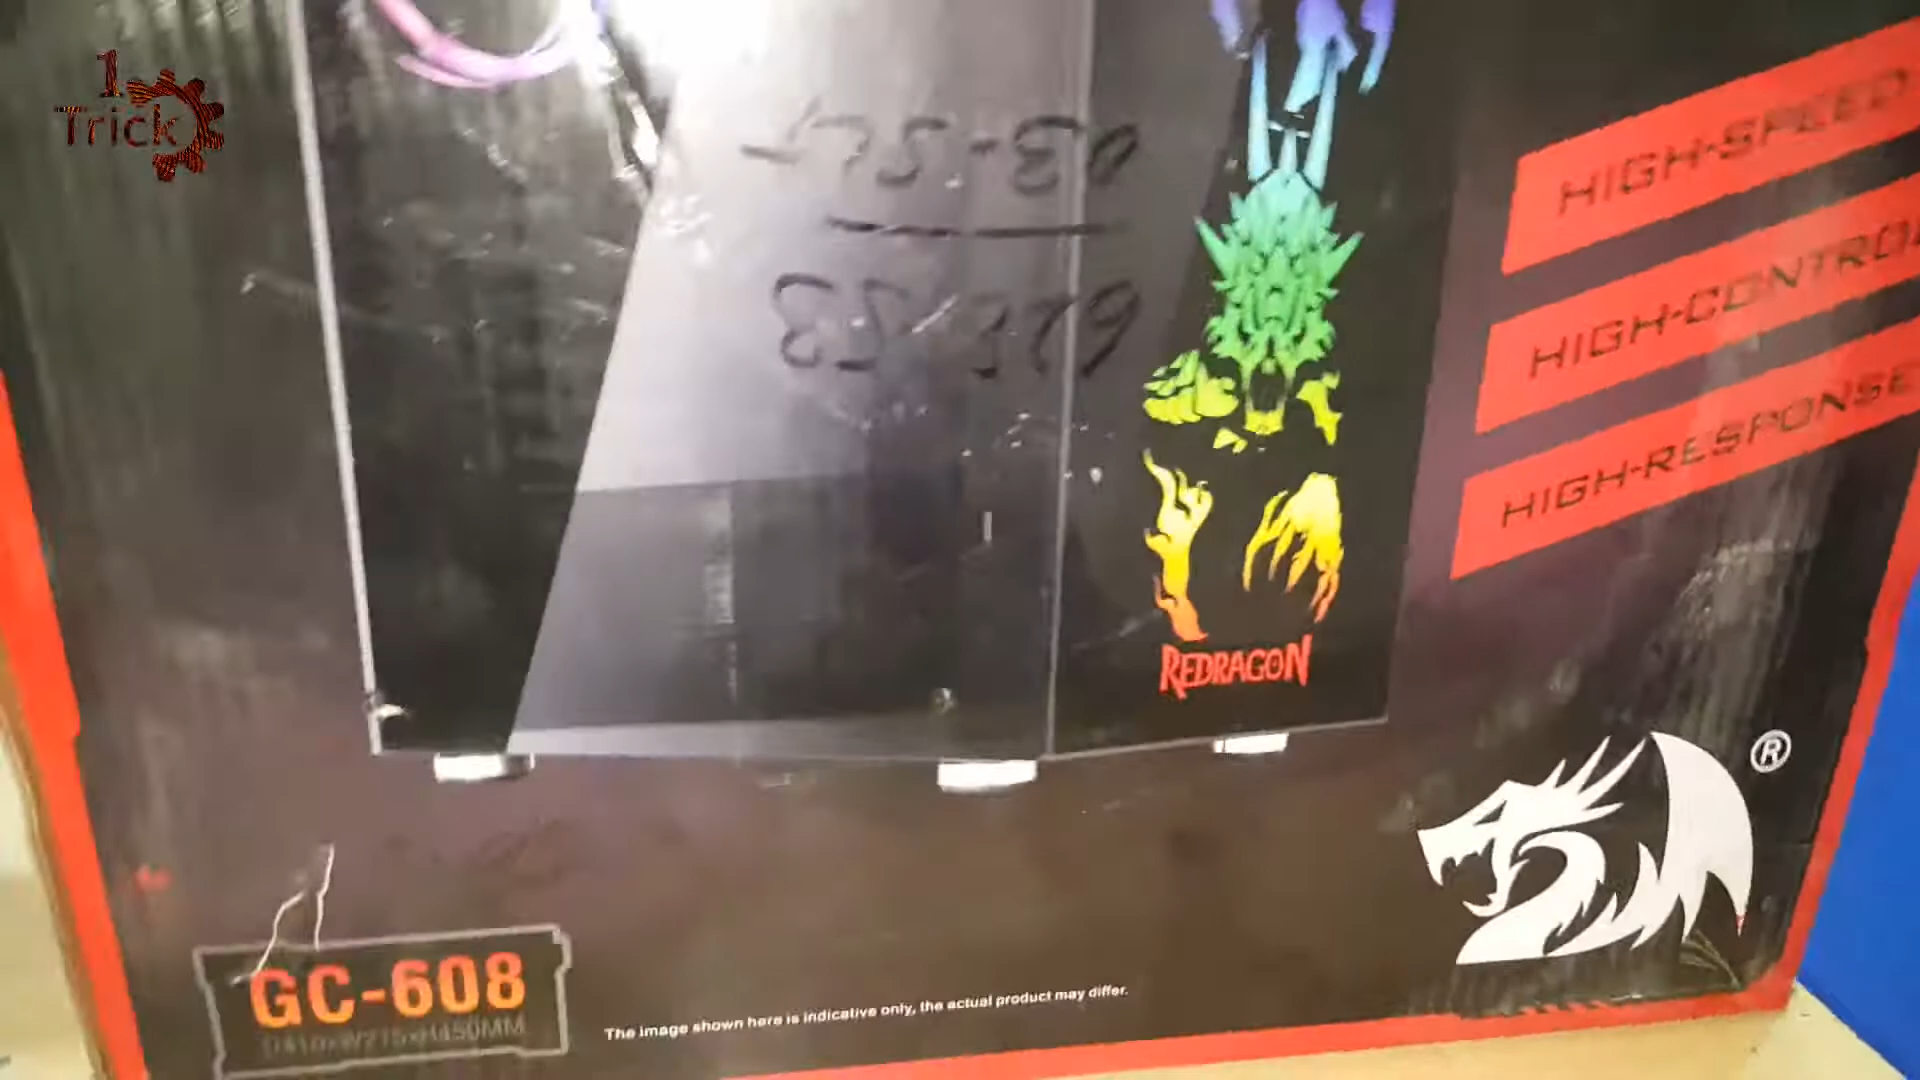 1
Trick
HIGH-SPEED
HIGH-CONTROL
HIGH-RESPONSE
REDRAGON
®
GC-608
The image shown here is indicative only, the actual product may differ.